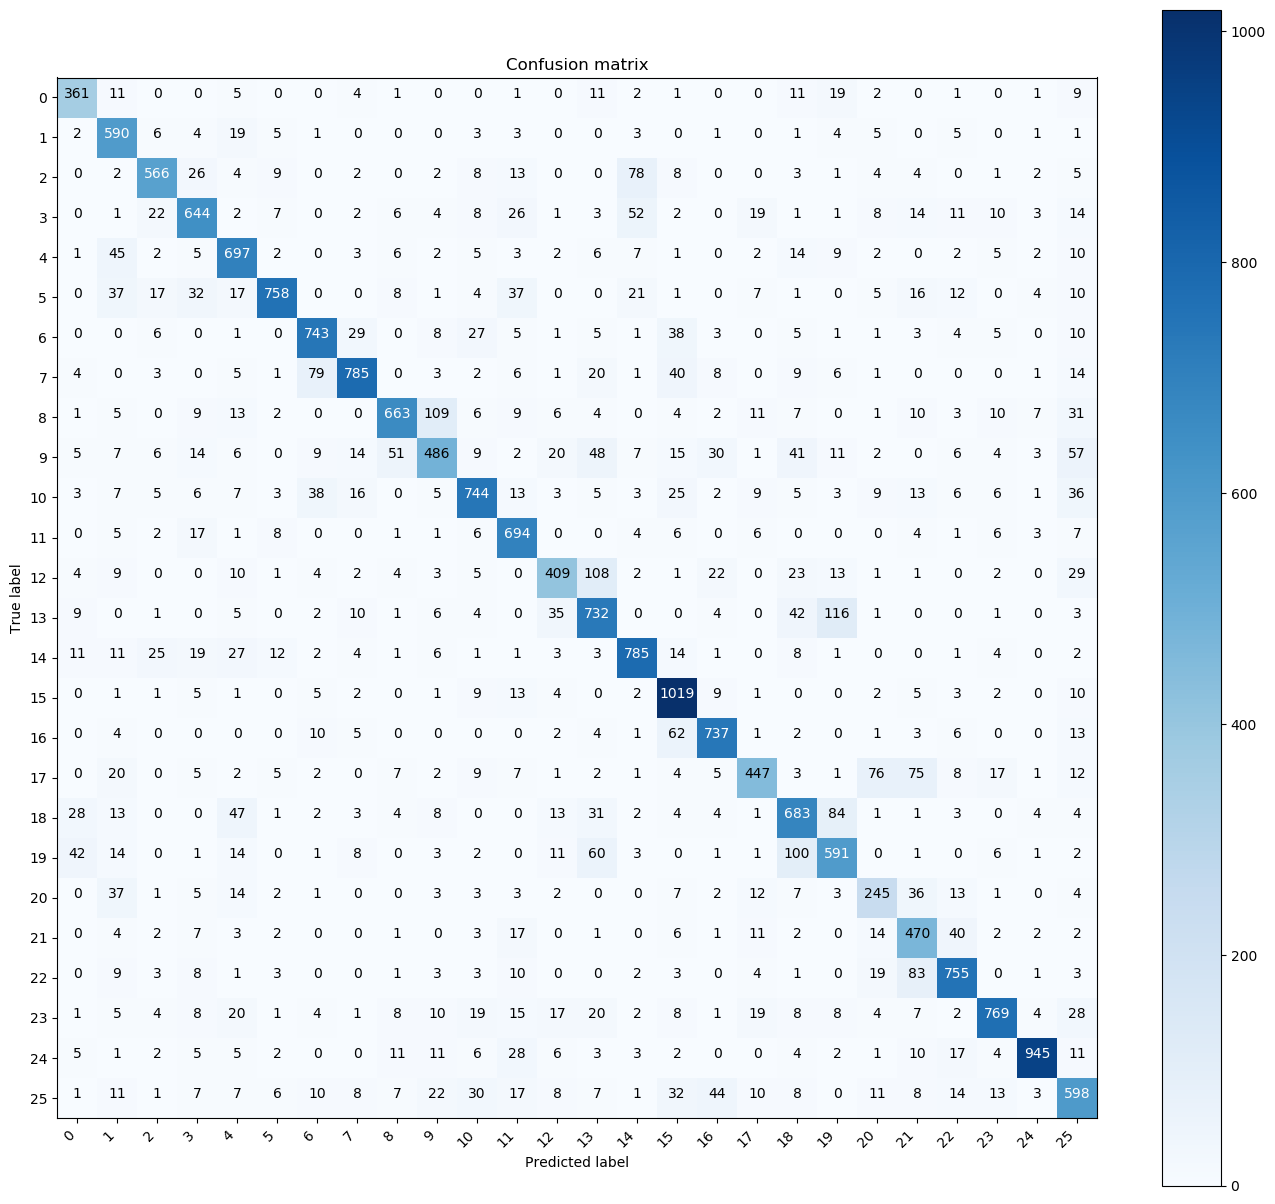 Confusion matrix
0 361 11 0 0 5 0 0 4 1 0 0 1 0 11 2 1 0 0 11 19 2 0 1 0 1 9
1 2 590 6 4 19 5 1 0 0 0 3 3 0 0 3 0 1 0 1 4 5 0 5 0 1 1
2 0 2 566 26 4 9 0 2 0 2 8 13 0 0 78 8 0 0 3 1 4 4 0 1 2 5
3 0 1 22 644 2 7 0 2 6 4 8 26 1 3 52 2 0 19 1 1 8 14 11 10 3 14
4 1 45 2 5 697 2 0 3 6 2 5 3 2 6 7 1 0 2 14 9 2 0 2 5 2 10
5 0 37 17 32 17 758 0 0 8 1 4 37 0 0 21 1 0 7 1 0 5 16 12 0 4 10
6 0 0 6 0 1 0 743 29 0 8 27 5 1 5 1 38 3 0 5 1 1 3 4 5 0 10
7 4 0 3 0 5 1 79 785 0 3 2 6 1 20 1 40 8 0 9 6 1 0 0 0 1 14
8 1 5 0 9 13 2 0 0 663 109 6 9 6 4 0 4 2 11 7 0 1 10 3 10 7 31
9 5 7 6 14 6 0 9 14 51 486 9 2 20 48 7 15 30 1 41 11 2 0 6 4 3 57
10 3 7 5 6 7 3 38 16 0 5 744 13 3 5 3 25 2 9 5 3 9 13 6 6 1 36
11 0 5 2 17 1 8 0 0 1 1 6 694 0 0 4 6 0 6 0 0 0 4 1 6 3 7
12 4 9 0 0 10 1 4 2 4 3 5 0 409 108 2 1 22 0 23 13 1 1 0 2 0 29
13 9 0 1 0 5 0 2 10 1 6 4 0 35 732 0 0 4 0 42 116 1 0 0 1 0 3
14 11 11 25 19 27 12 2 4 1 6 1 1 3 3 785 14 1 0 8 1 0 0 1 4 0 2
15 0 1 1 5 1 0 5 2 0 1 9 13 4 0 2 1019 9 1 0 0 2 5 3 2 0 10
16 0 4 0 0 0 0 10 5 0 0 0 0 2 4 1 62 737 1 2 0 1 3 6 0 0 13
17 0 20 0 5 2 5 2 0 7 2 9 7 1 2 1 4 5 447 3 1 76 75 8 17 1 12
18 28 13 0 0 47 1 2 3 4 8 0 0 13 31 2 4 4 1 683 84 1 1 3 0 4 4
19 42 14 0 1 14 0 1 8 0 3 2 0 11 60 3 0 1 1 100 591 0 1 0 6 1 2
20 0 37 1 5 14 2 1 0 0 3 3 3 2 0 0 7 2 12 7 3 245 36 13 1 0 4
21 0 4 2 7 3 2 0 0 1 0 3 17 0 1 0 6 1 11 2 0 14 470 40 2 2 2
22 0 9 3 8 1 3 0 0 1 3 3 10 0 0 2 3 0 4 1 0 19 83 755 0 1 3
23 1 5 4 8 20 1 4 1 8 10 19 15 17 20 2 8 1 19 8 8 4 7 2 769 4 28
24 5 1 2 5 5 2 0 0 11 11 6 28 6 3 3 2 0 0 4 2 1 10 17 4 945 11
25 1 11 1 7 7 6 10 8 7 22 30 17 8 7 1 32 44 10 8 0 11 8 14 13 3 598
0 1 2 3 4 5 6 7 8 9 10 11 12 13 14 15 16 17 18 19 20 21 22 23 24 25
Predicted label
True label
1000
800
600
400
200
0